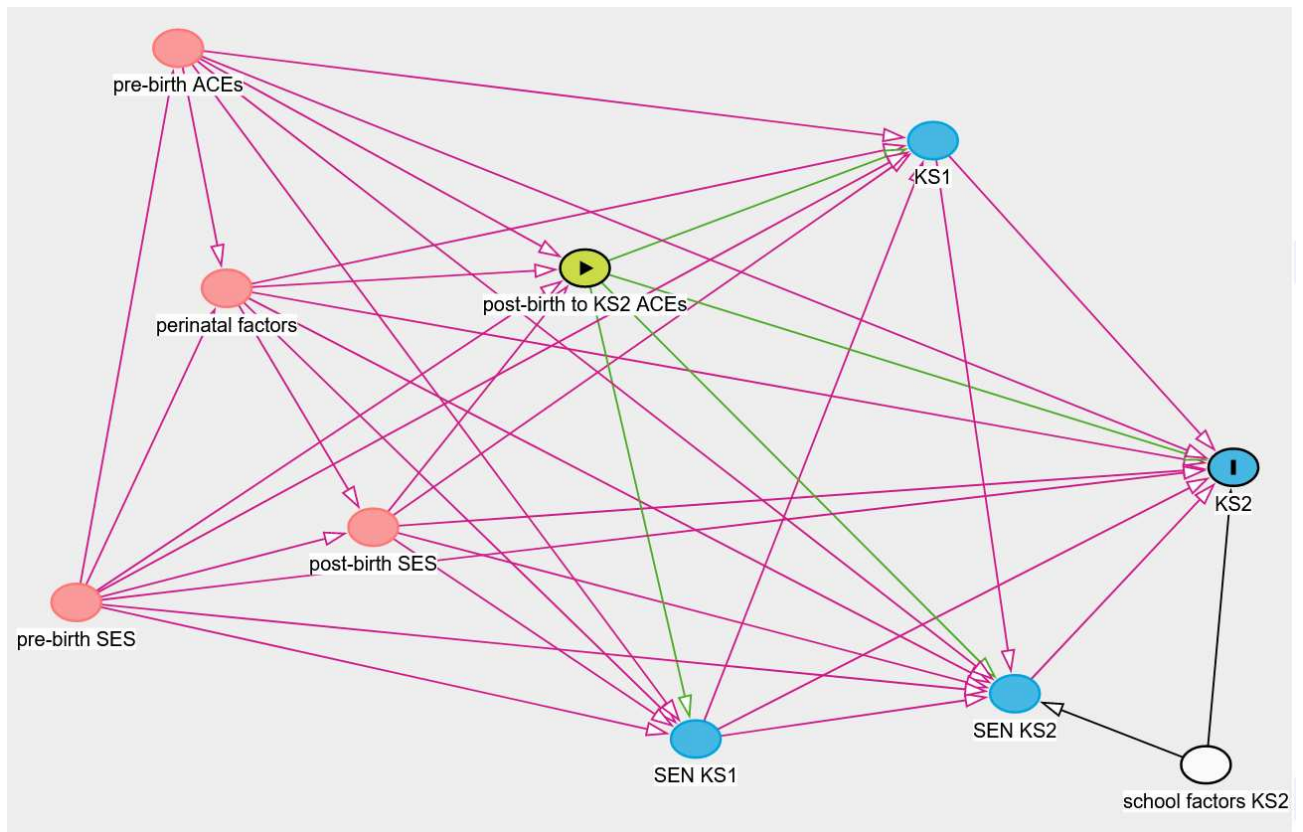 pre-birth ACEs
KS1
post-birth to KS2 ACEs
perinatal factors
KS2
post-birth SES
pre-birth SES
SEN KS2
SEN KS1
school factors KS2